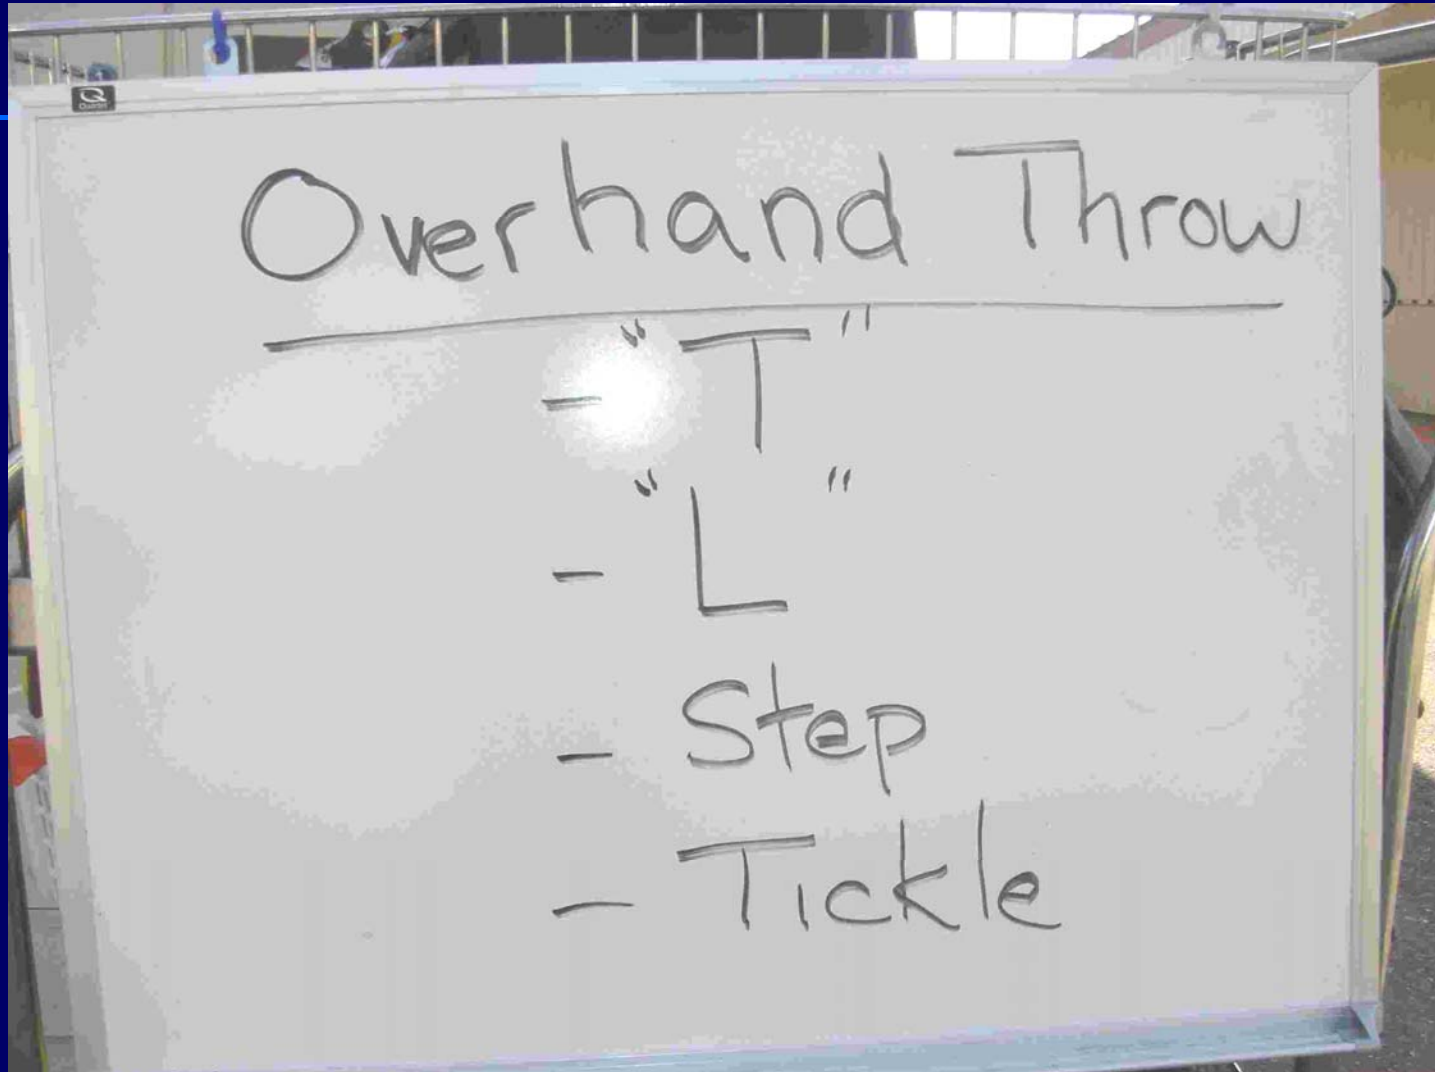 Overhand Throw
- "T"
- "L"
- Step
- Tickle